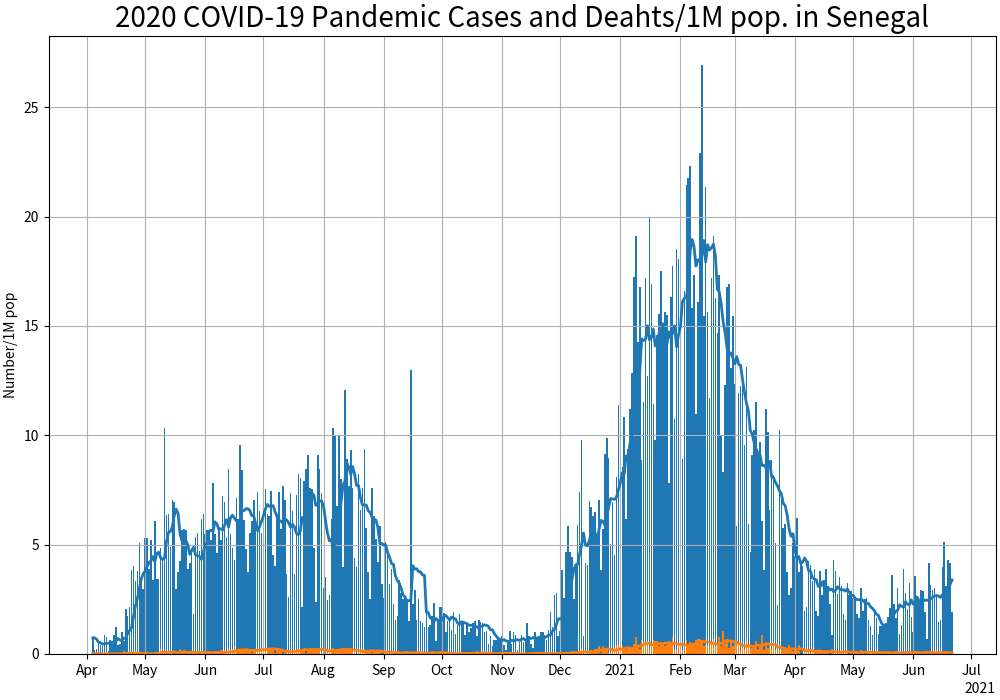 2020 COVID-19 Pandemic Cases and Deahts/1M pop. in Senegal
Number/1M pop
25
20
15
10
5
0
Apr May Jun Jul Aug Sep Oct Nov Dec 2021 Feb Mar Apr May Jun Jul
2021